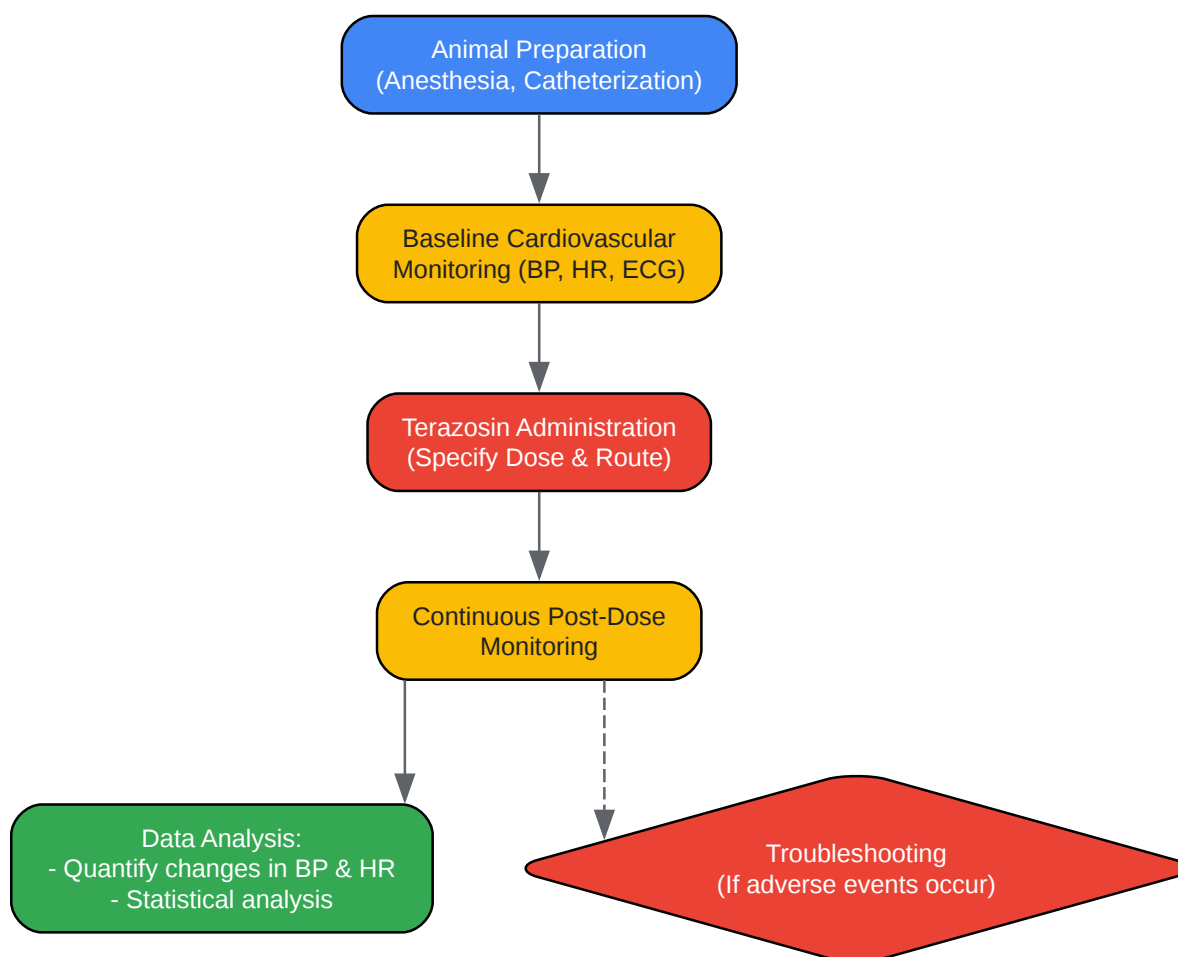 Animal Preparation
(Anesthesia, Catheterization)
Baseline Cardiovascular
Monitoring (BP, HR, ECG)
Terazosin Administration
(Specify Dose & Route)
Continuous Post-Dose
Monitoring
Data Analysis:
- Quantify changes in BP & HR
- Statistical analysis
Troubleshooting
(If adverse events occur)